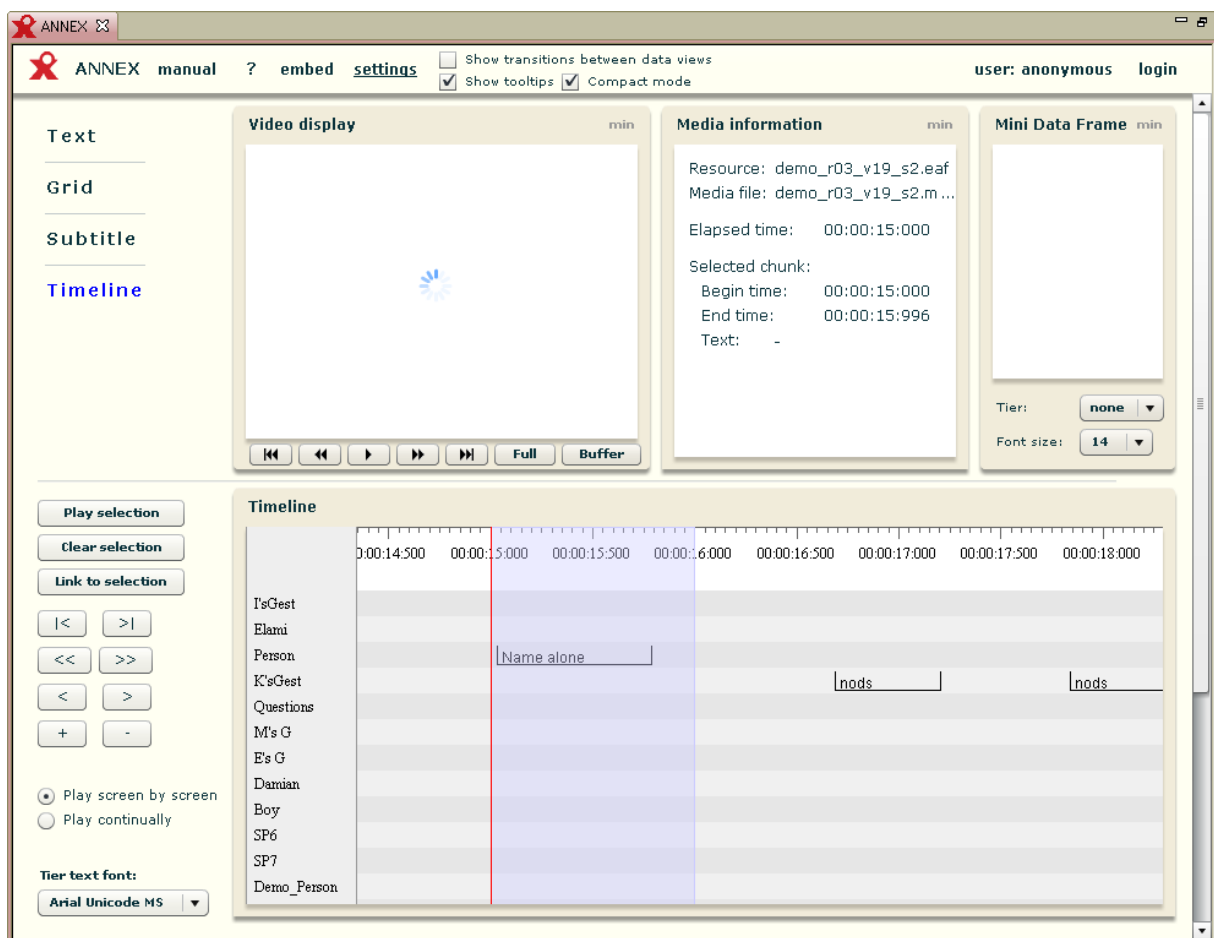 ANNEX
ANNEX manual ? embed settings
Show transitions between data views
Show tooltips Compact mode
user: anonymous login
Text
Grid
Subtitle
Timeline
Video display min
Full Buffer
Media information min
Resource: demo_r03_v19_s2.eaf
Media file: demo_r03_v19_s2.m ...
Elapsed time: 00:00:15:000
Selected chunk:
Begin time: 00:00:15:000
End time: 00:00:15:996
Text: -
Mini Data Frame min
Tier: none
Font size: 14
Play selection
Clear selection
Link to selection
|< >|
<< >>
< >
+ -
Play screen by screen
Play continually
Tier text font:
Arial Unicode MS
Timeline
0:00:14:500 00:00:15:000 00:00:15:500 00:00:16:000 00:00:16:500 00:00:17:000 00:00:17:500 00:00:18:000
I'sGest
Elami
Person Name alone
K'sGest nods nods
Questions
M's G
E's G
Damian
Boy
SP6
SP7
Demo_Person